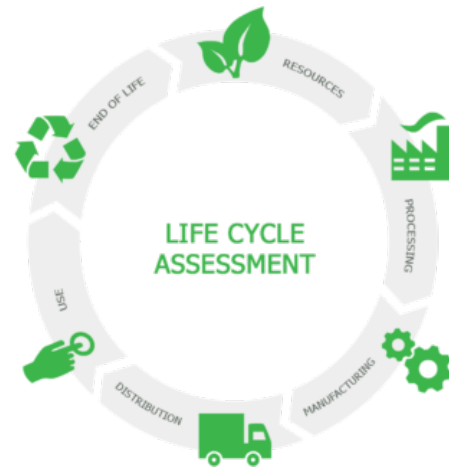 LIFE CYCLE
ASSESSMENT
RESOURCES
PROCESSING
MANUFACTURING
DISTRIBUTION
USE
END OF LIFE